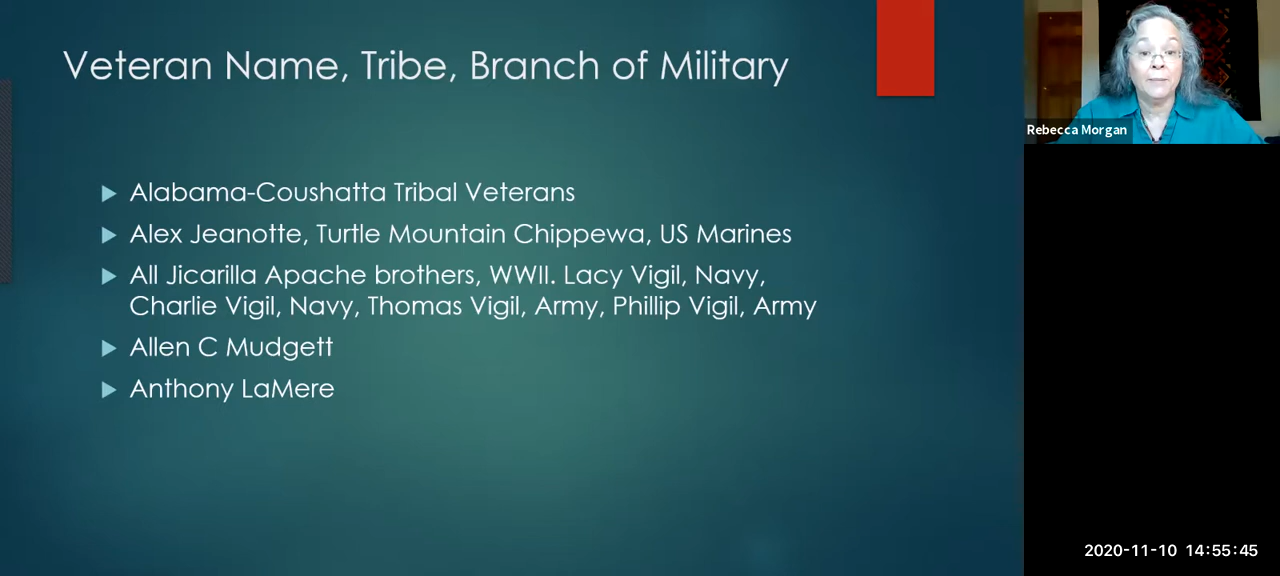 Veteran Name, Tribe, Branch of Military
Alabama-Coushatta Tribal Veterans
Alex Jeanotte, Turtle Mountain Chippewa, US Marines
All Jicarilla Apache brothers, WWII. Lacy Vigil, Navy,
Charlie Vigil, Navy, Thomas Vigil, Army, Phillip Vigil, Army
Allen C Mudgett
Anthony LaMere
Rebecca Morgan
2020-11-10 14:55:45